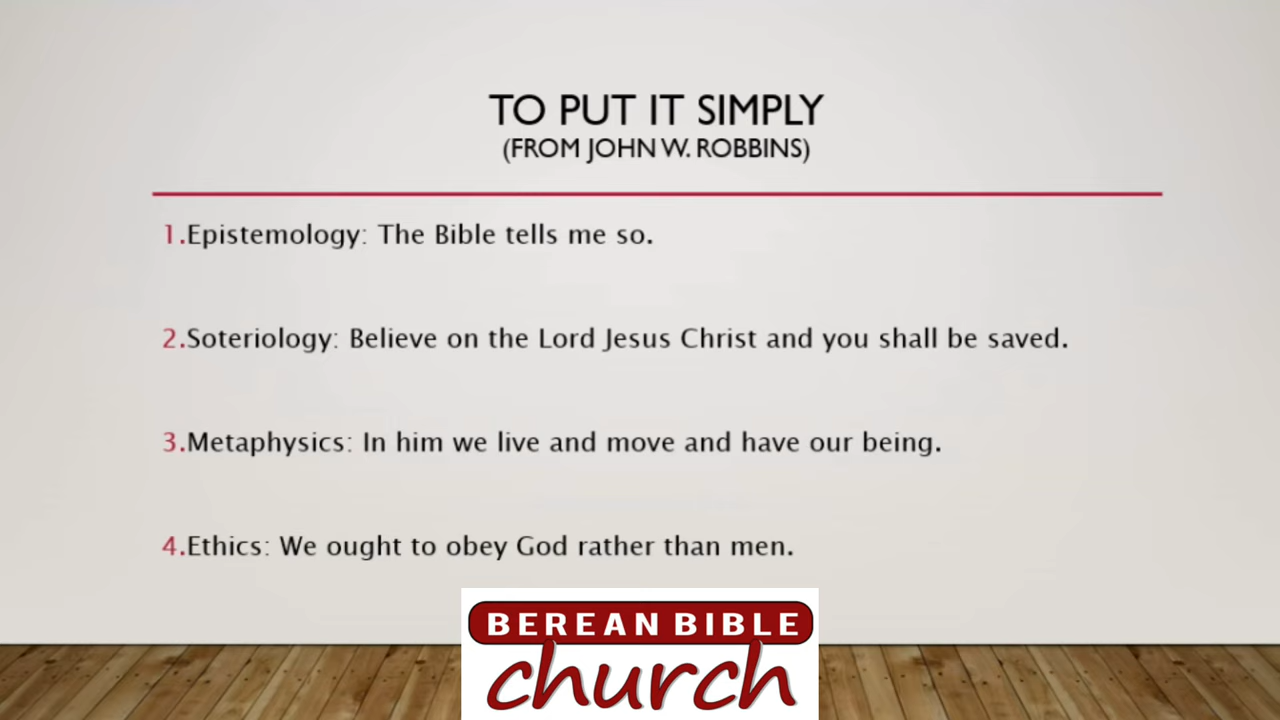 TO PUT IT SIMPLY
(FROM JOHN W. ROBBINS)
1.Epistemology: The Bible tells me so.
2.Soteriology: Believe on the Lord Jesus Christ and you shall be saved.
3.Metaphysics: In him we live and move and have our being.
4.Ethics: We ought to obey God rather than men.
BEREAN BIBLE
church